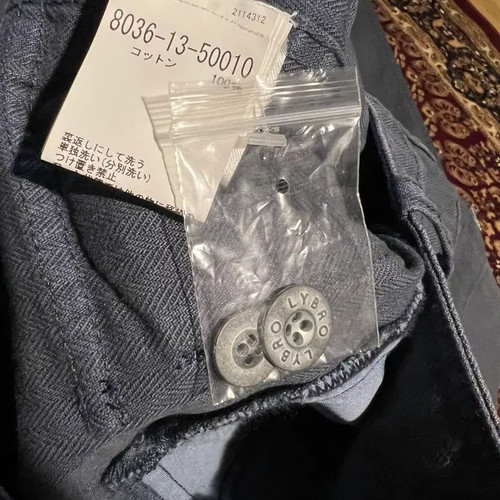 2114312
8036-13-50010
コットン
100%
裏返しにして洗う
単独洗い(分別洗い)
つけ置き禁止
LYBRO
LYBRO
LYBRO